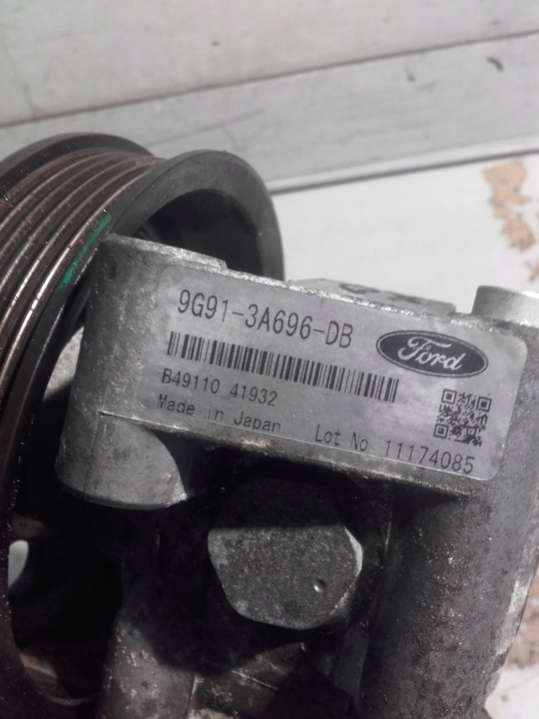 9G91-3A696-DB
Ford
B49110 41932
Made in Japan Lot No 11174085